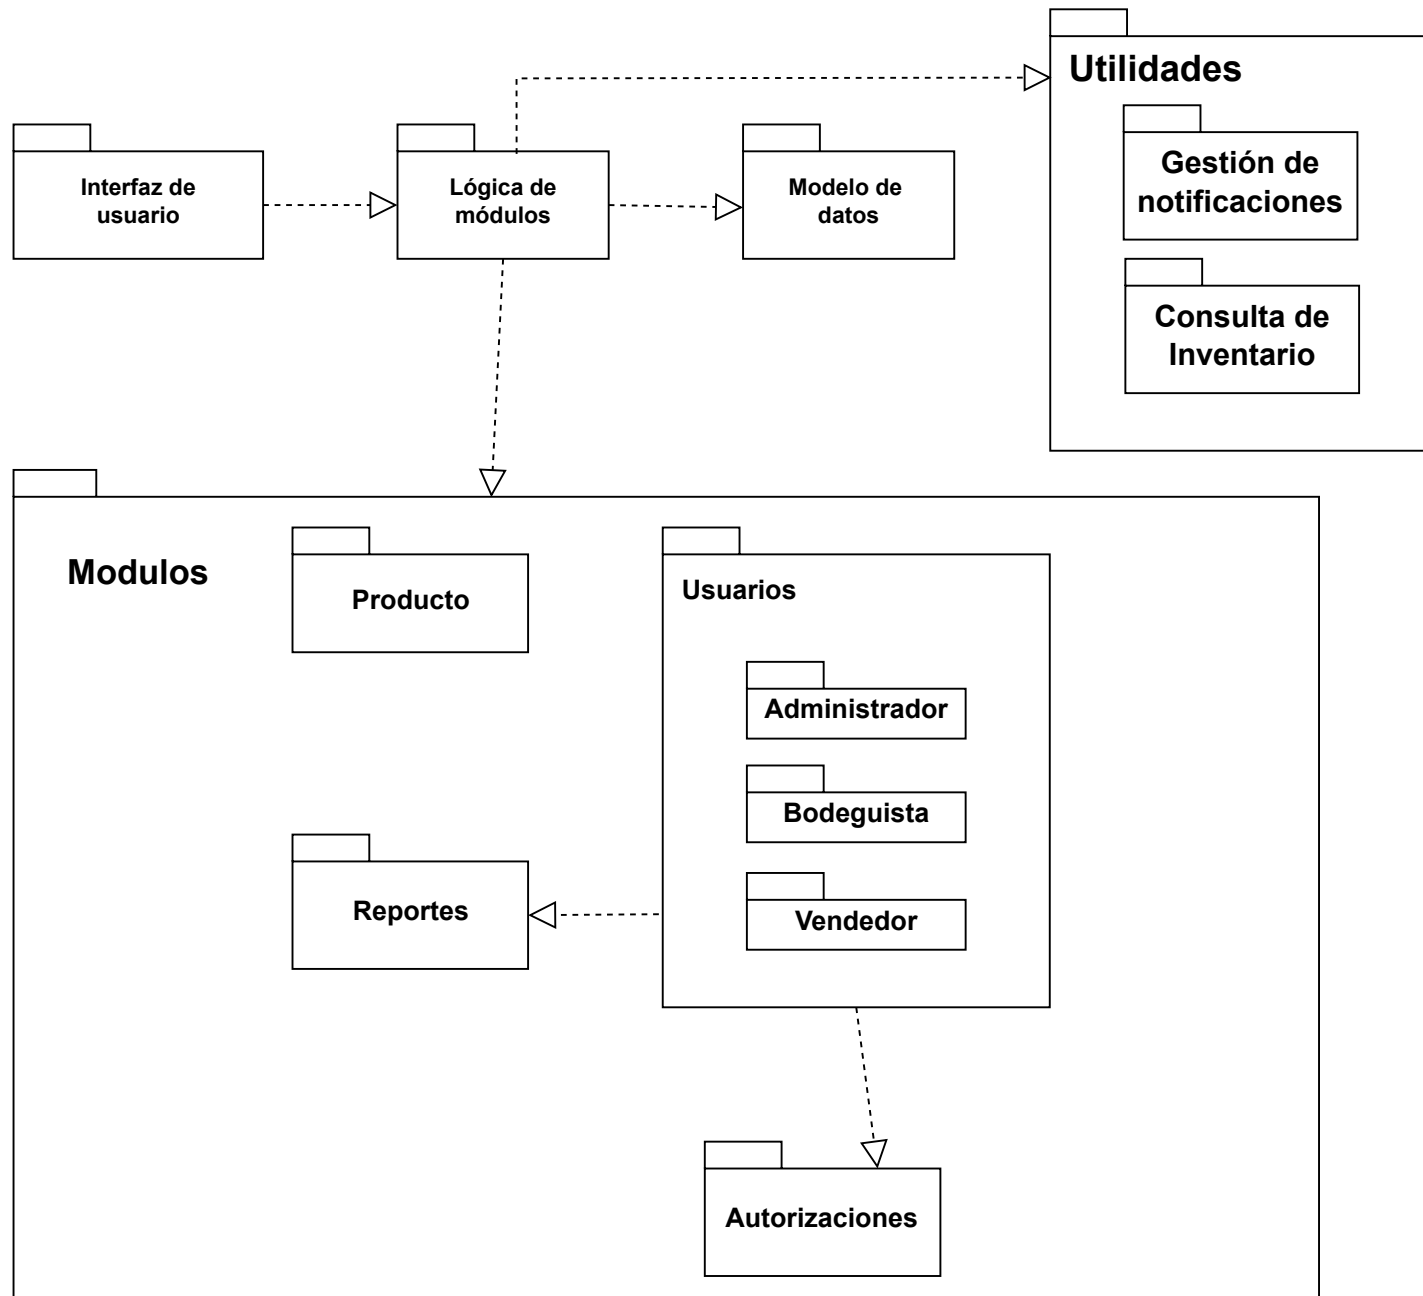 Utilidades
Interfaz de
usuario
Lógica de
módulos
Modelo de
datos
Gestión de
notificaciones
Consulta de
Inventario
Modulos
Producto
Usuarios
Administrador
Bodeguista
Reportes
Vendedor
Autorizaciones